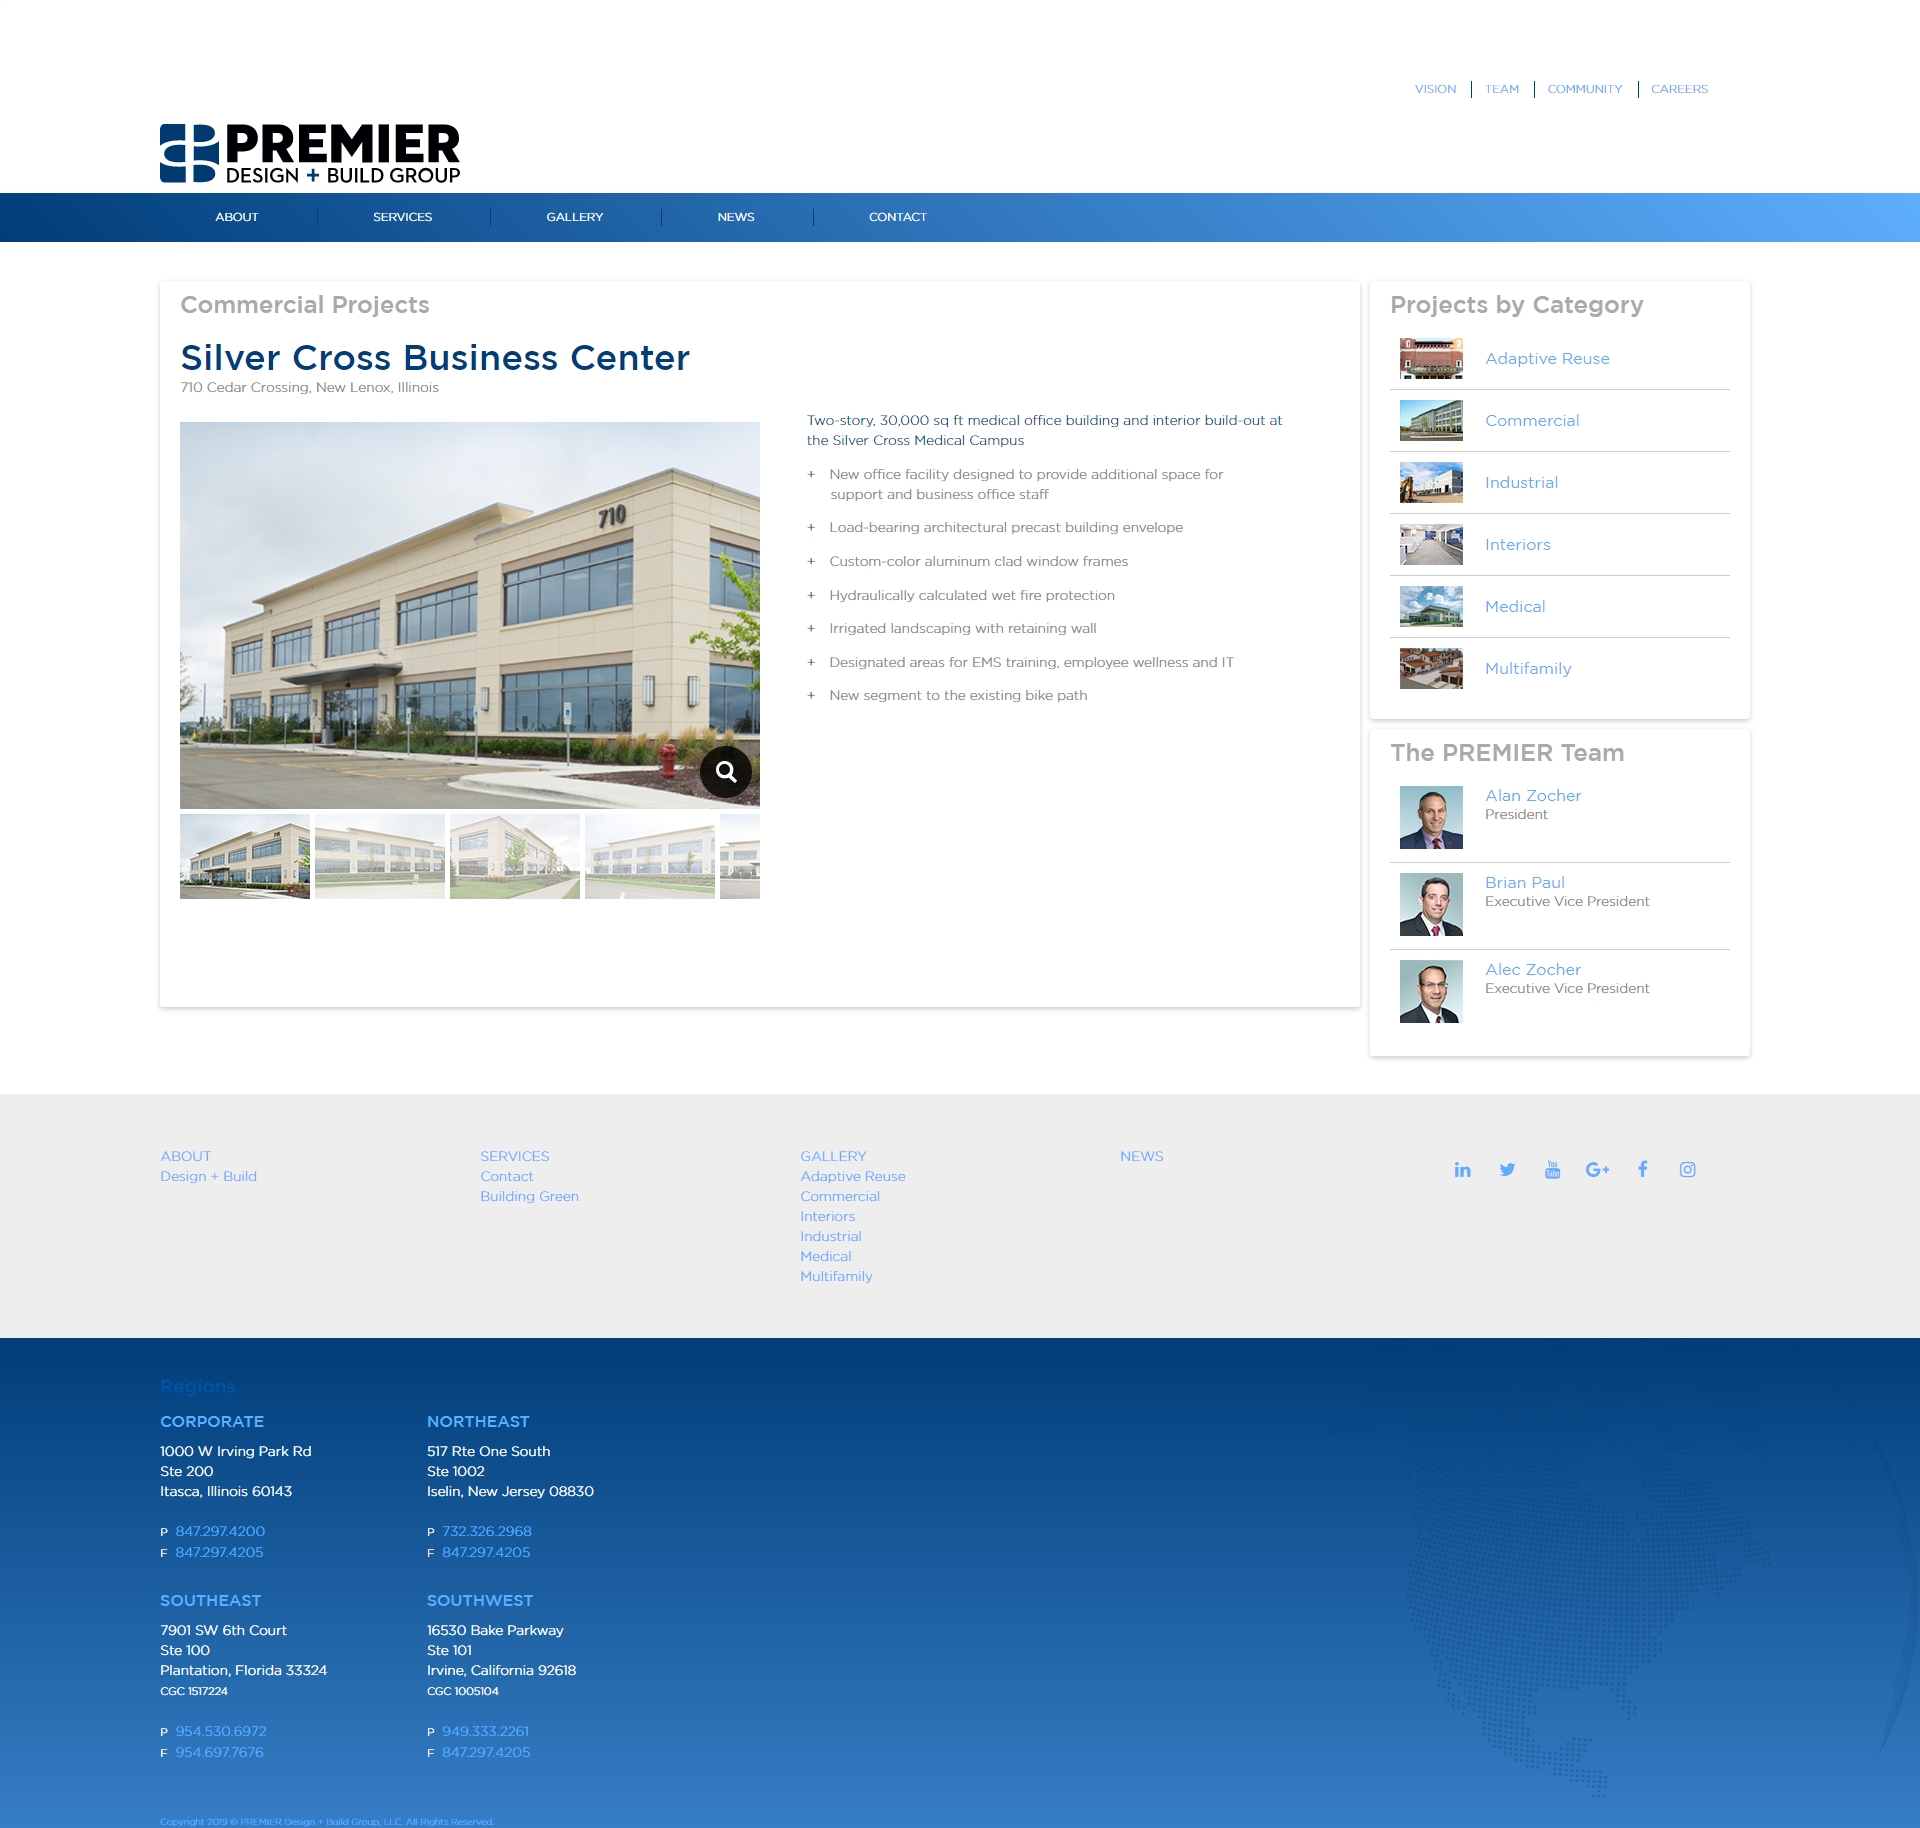 VISION
TEAM
COMMUNITY
CAREERS
PREMIER
DESIGN + BUILD GROUP
ABOUT
SERVICES
GALLERY
NEWS
CONTACT
Commercial Projects
Silver Cross Business Center
710 Cedar Crossing, New Lenox, Illinois
710
Two-story, 30,000 sq ft medical office building and interior build-out at
the Silver Cross Medical Campus
+ New office facility designed to provide additional space for
support and business office staff
+ Load-bearing architectural precast building envelope
+ Custom-color aluminum clad window frames
+ Hydraulically calculated wet fire protection
+ Irrigated landscaping with retaining wall
+ Designated areas for EMS training, employee wellness and IT
+ New segment to the existing bike path
Projects by Category
Adaptive Reuse
Commercial
Industrial
Interiors
Medical
Multifamily
The PREMIER Team
Alan Zocher
President
Brian Paul
Executive Vice President
Alec Zocher
Executive Vice President
ABOUT
Design + Build
SERVICES
Contact
Building Green
GALLERY
Adaptive Reuse
Commercial
Interiors
Industrial
Medical
Multifamily
NEWS
Regions
CORPORATE
1000 W Irving Park Rd
Ste 200
Itasca, Illinois 60143
P 847.297.4200
F 847.297.4205
NORTHEAST
517 Rte One South
Ste 1002
Iselin, New Jersey 08830
P 732.326.2968
F 847.297.4205
SOUTHEAST
7901 SW 6th Court
Ste 100
Plantation, Florida 33324
CGC 1517224
P 954.530.6972
F 954.697.7676
SOUTHWEST
16530 Bake Parkway
Ste 101
Irvine, California 92618
CGC 1005104
P 949.333.2261
F 847.297.4205
Copyright 2019 © PREMIER Design + Build Group, LLC. All Rights Reserved.